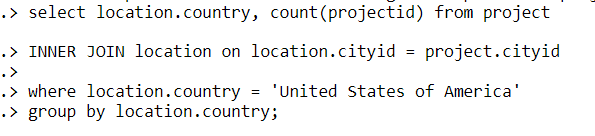 .> select location.country, count(projectid) from project
.> INNER JOIN location on location.cityid = project.cityid
.>
.> where location.country = 'United States of America'
.> group by location.country;